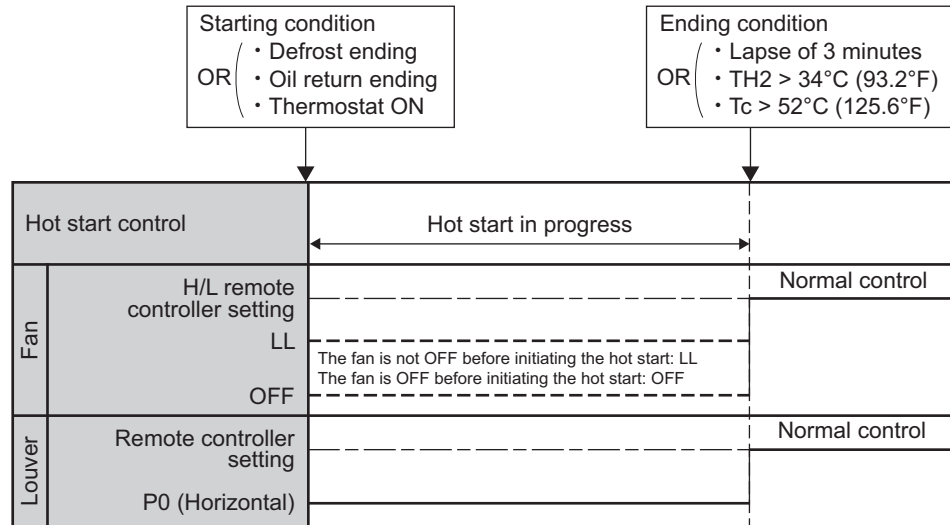 Starting condition
OR
・Defrost ending
・Oil return ending
・Thermostat ON
Ending condition
OR
・Lapse of 3 minutes
・TH2 > 34°C (93.2°F)
・Tc > 52°C (125.6°F)
Hot start control
Hot start in progress
Fan
H/L remote
controller setting
Normal control
LL
The fan is not OFF before initiating the hot start: LL
The fan is OFF before initiating the hot start: OFF
OFF
Louver
Remote controller
setting
Normal control
P0 (Horizontal)